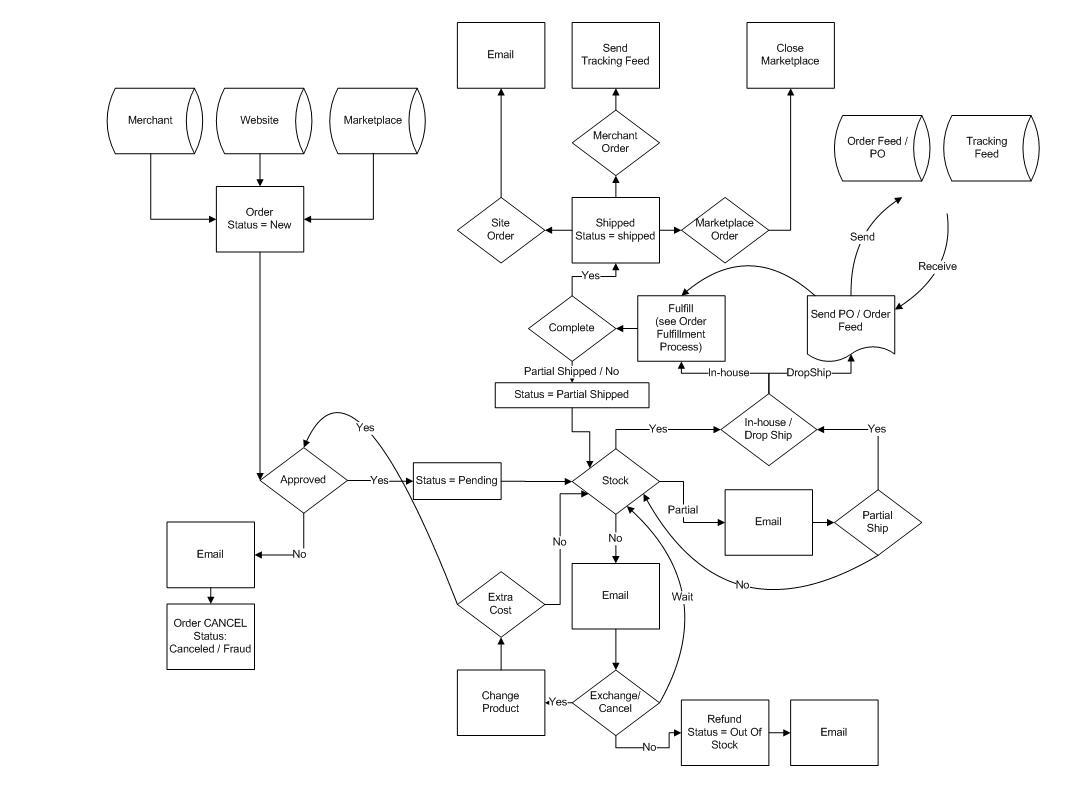 Email
Send
Tracking Feed
Close
Marketplace
Merchant
Website
Marketplace
Merchant
Order
Order Feed /
PO
Tracking
Feed
Order
Status = New
Site
Order
Shipped
Status = shipped
Marketplace
Order
Send
Receive
Yes
Complete
Fulfill
(see Order
Fulfillment
Process)
Send PO / Order
Feed
Partial Shipped / No
In-house
DropShip
Status = Partial Shipped
Yes
Yes
In-house /
Drop Ship
Yes
Approved
Yes
Status = Pending
Stock
Partial
Email
Partial
Ship
Email
No
No
No
No
Order CANCEL
Status:
Canceled / Fraud
Extra
Cost
Email
Wait
Change
Product
Yes
Exchange/
Cancel
No
Refund
Status = Out Of
Stock
Email